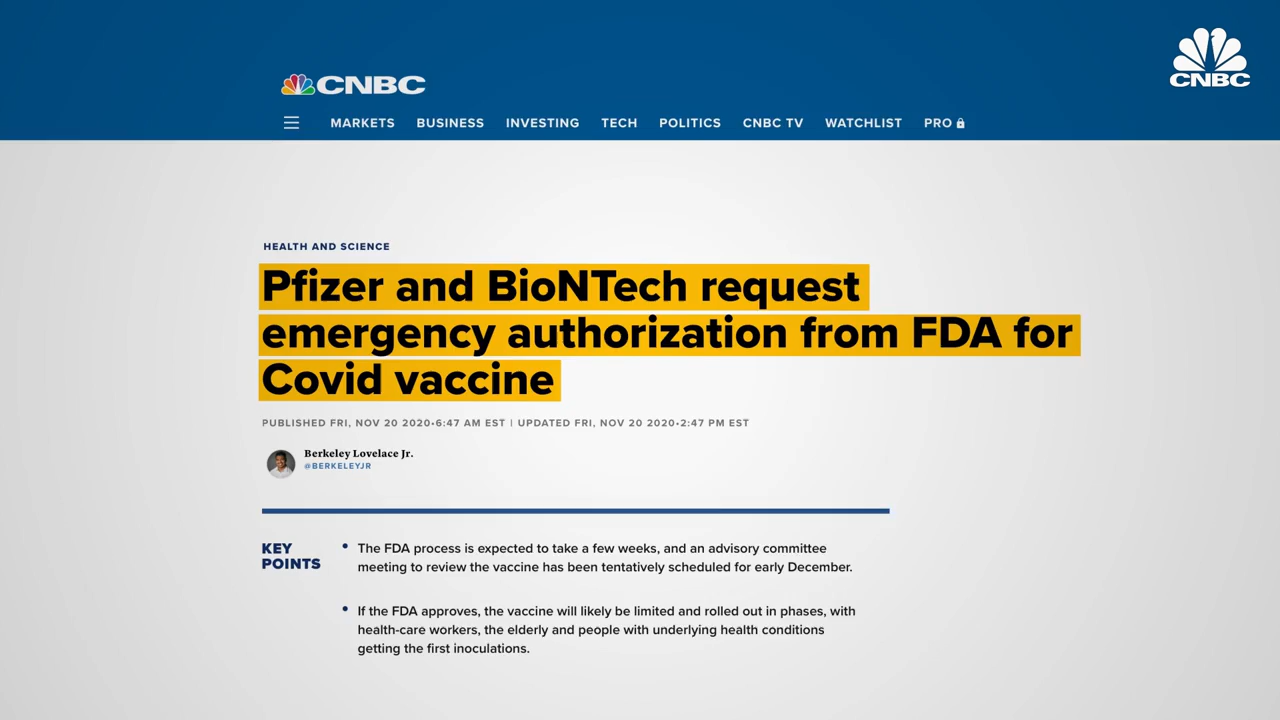 CNBC
CNBC
MARKETS BUSINESS INVESTING TECH POLITICS CNBC TV WATCHLIST PRO
HEALTH AND SCIENCE
Pfizer and BioNTech request
emergency authorization from FDA for
Covid vaccine
PUBLISHED FRI, NOV 20 2020•6:47 AM EST | UPDATED FRI, NOV 20 2020•2:47 PM EST
Berkeley Lovelace Jr.
@BERKELEYJR
KEY
POINTS
• The FDA process is expected to take a few weeks, and an advisory committee
meeting to review the vaccine has been tentatively scheduled for early December.
• If the FDA approves, the vaccine will likely be limited and rolled out in phases, with
health-care workers, the elderly and people with underlying health conditions
getting the first inoculations.